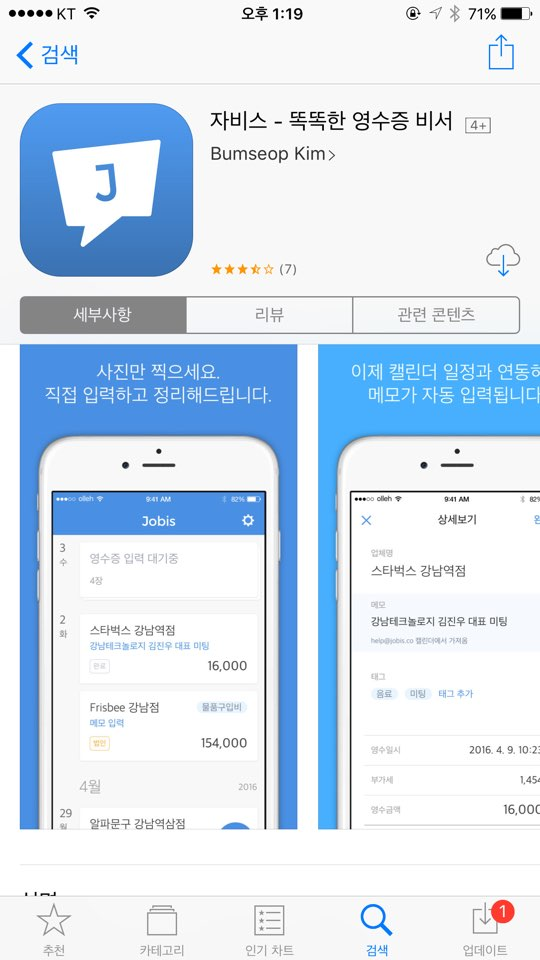 KT 오후 1:19 71%
검색
J
자비스 - 똑똑한 영수증 비서 4+
Bumseop Kim
(7)
세부사항 리뷰 관련 콘텐츠
사진만 찍으세요.
직접 입력하고 정리해드립니다.
olleh 9:41 AM 82%
Jobis
3
수
영수증 입력 대기중
4장
2
화
스타벅스 강남역점
강남테크놀로지 김진우 대표 미팅
완료 16,000
Frisbee 강남점 물품구입비
메모 입력
법인 154,000
4월 2016
29
월
알파문구 강남역삼점
이제 캘린더 일정과 연동하
메모가 자동 입력됩니다
olleh 9:41 AM 82
상세보기
업체명
스타벅스 강남역점
메모
강남테크놀로지 김진우 대표 미팅
help@jobis.co 캘린더에서 가져옴
태그
음료 미팅 태그 추가
영수일시 2016. 4. 9. 10:23
부가세 1,454
영수금액 16,000
추천 카테고리 인기 차트 검색 업데이트
1